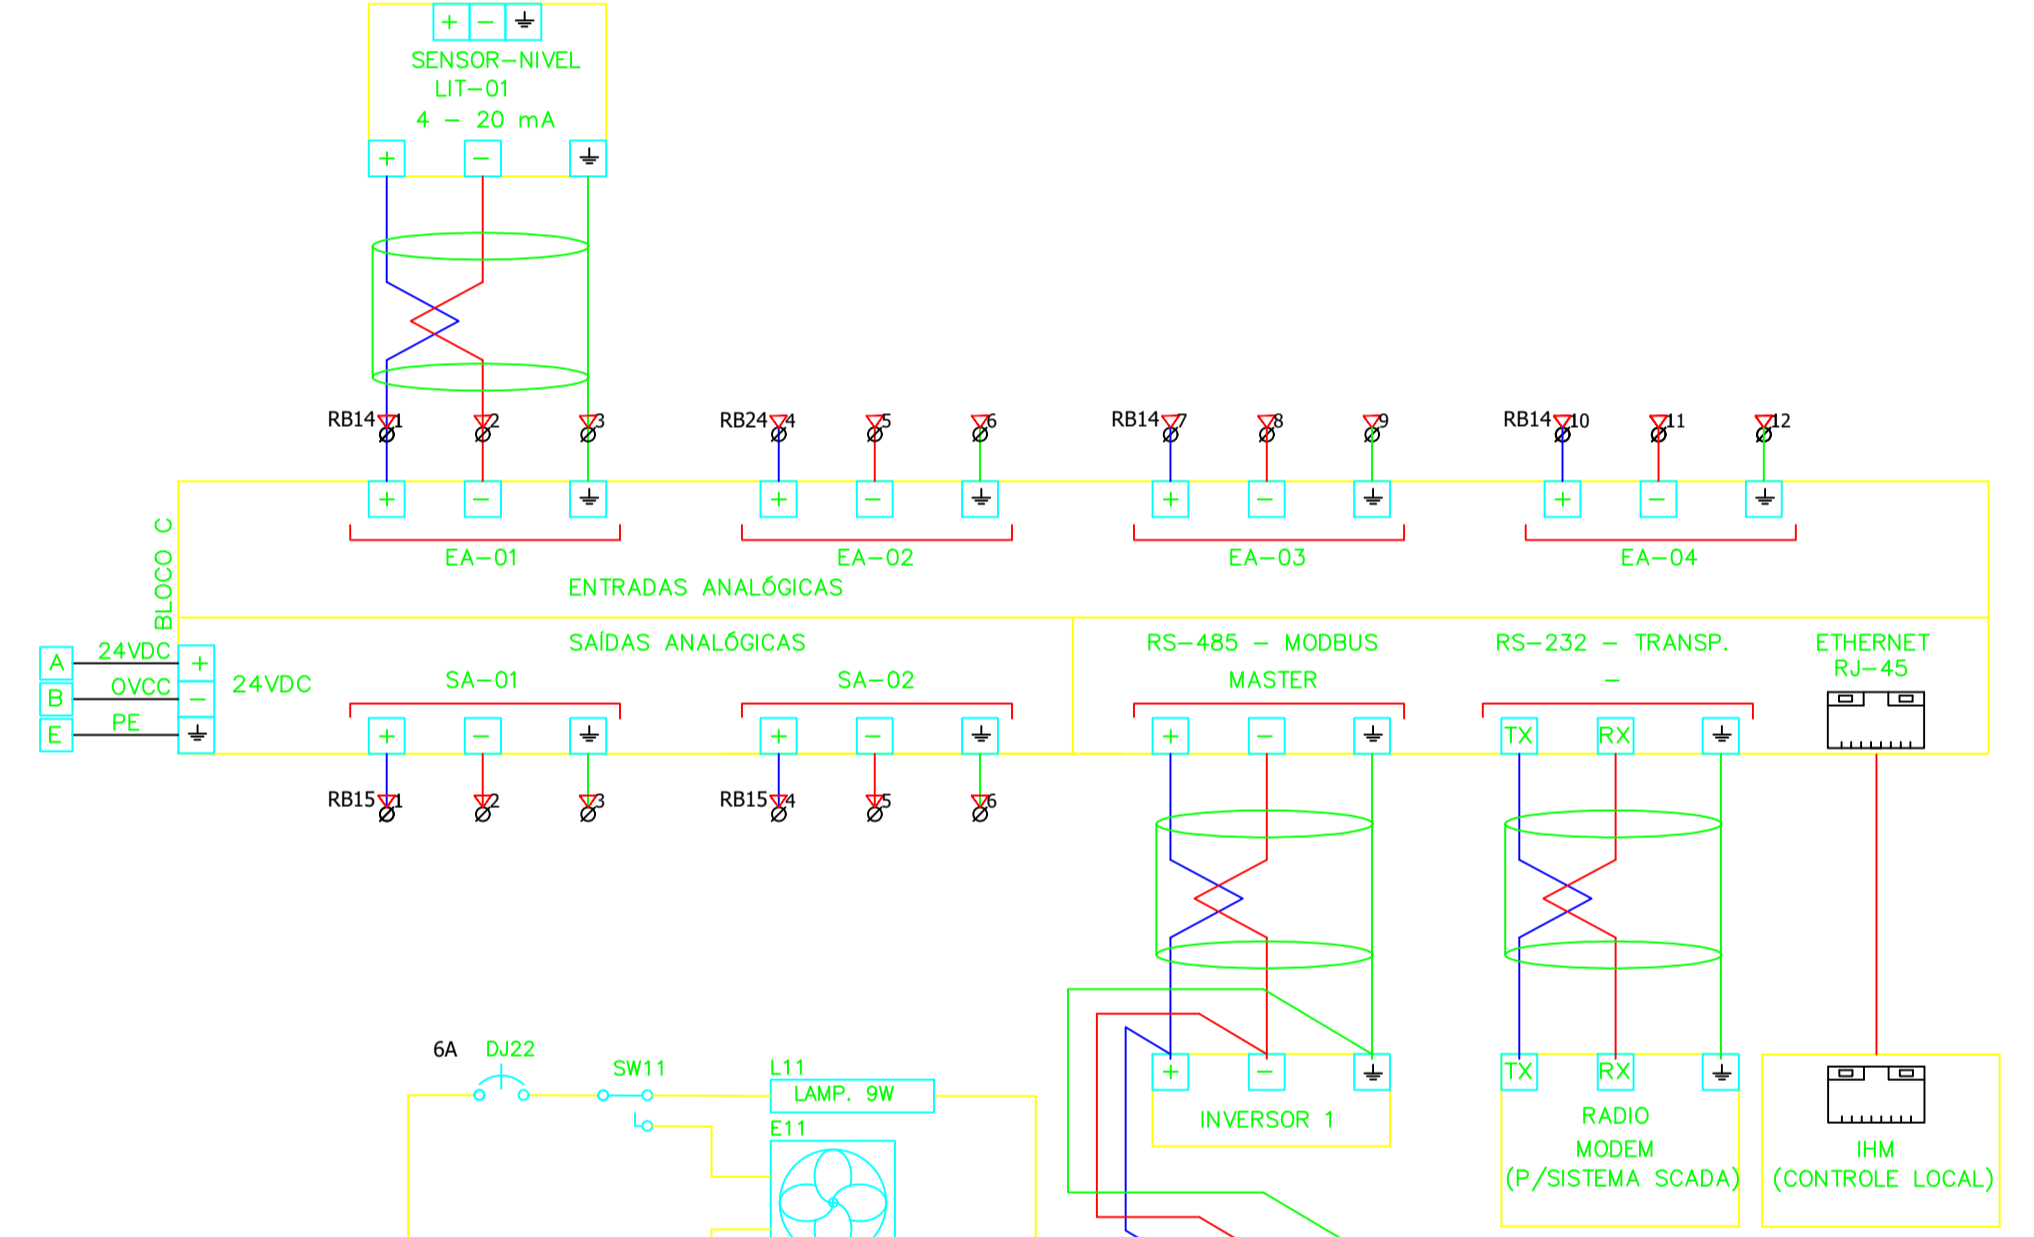 + −
SENSOR-NIVEL
LIT-01
4 - 20 mA
+ −
RB14 1 2 3 RB24 4 5 6 RB14 7 8 9 RB14 10 11 12
+ − + − + − + −
EA-01 EA-02 EA-03 EA-04
ENTRADAS ANALÓGICAS
BLOCO C
SAÍDAS ANALÓGICAS RS-485 - MODBUS RS-232 - TRANSP. ETHERNET
RJ-45
A 24VDC +
B 0VCC −
E PE
24VDC
SA-01 SA-02 MASTER -
+ − + − + − TX RX
RB15 1 2 3 RB15 4 5 6
6A DJ22
SW11
L11
LAMP. 9W
E11
+ −
INVERSOR 1
TX RX
RADIO
MODEM
(P/SISTEMA SCADA)
IHM
(CONTROLE LOCAL)